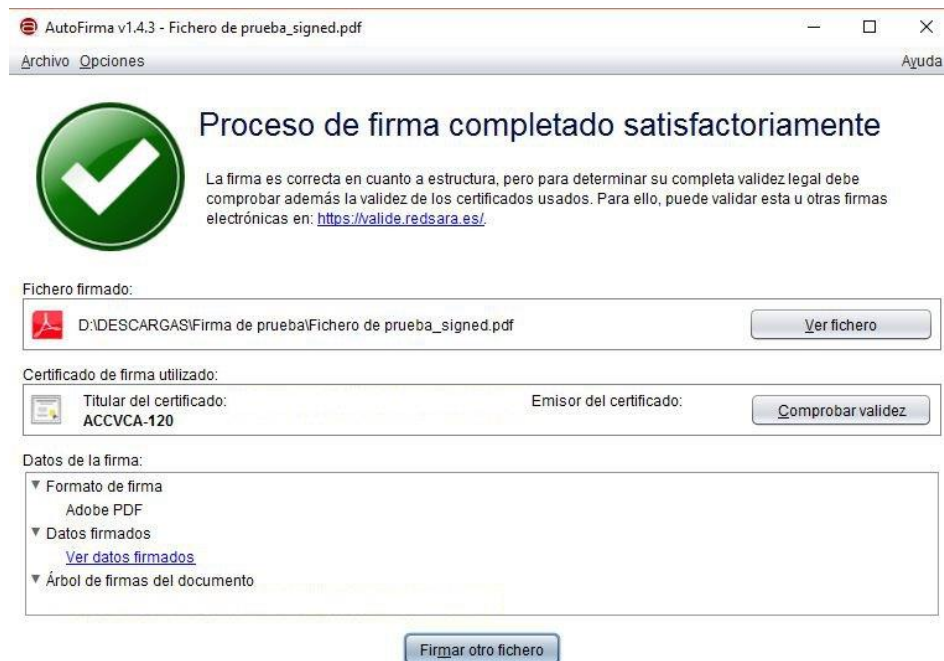 AutoFirma v1.4.3 - Fichero de prueba_signed.pdf
Archivo Opciones Ayuda
Proceso de firma completado satisfactoriamente
La firma es correcta en cuanto a estructura, pero para determinar su completa validez legal debe
comprobar además la validez de los certificados usados. Para ello, puede validar esta u otras firmas
electrónicas en: https://valide.redsara.es/.
Fichero firmado:
D:\DESCARGAS\Firma de prueba\Fichero de prueba_signed.pdf Ver fichero
Certificado de firma utilizado:
Titular del certificado: Emisor del certificado:
ACCVCA-120 Comprobar validez
Datos de la firma:
Formato de firma
Adobe PDF
Datos firmados
Ver datos firmados
Árbol de firmas del documento
Firmar otro fichero